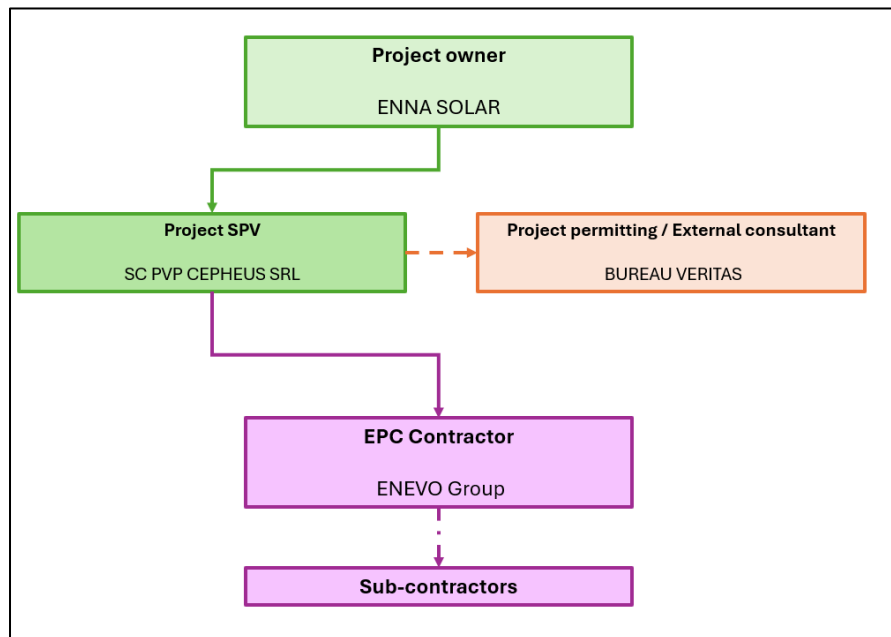 Project owner
ENNA SOLAR
Project SPV
SC PVP CEPHEUS SRL
Project permitting / External consultant
BUREAU VERITAS
EPC Contractor
ENEVO Group
Sub-contractors